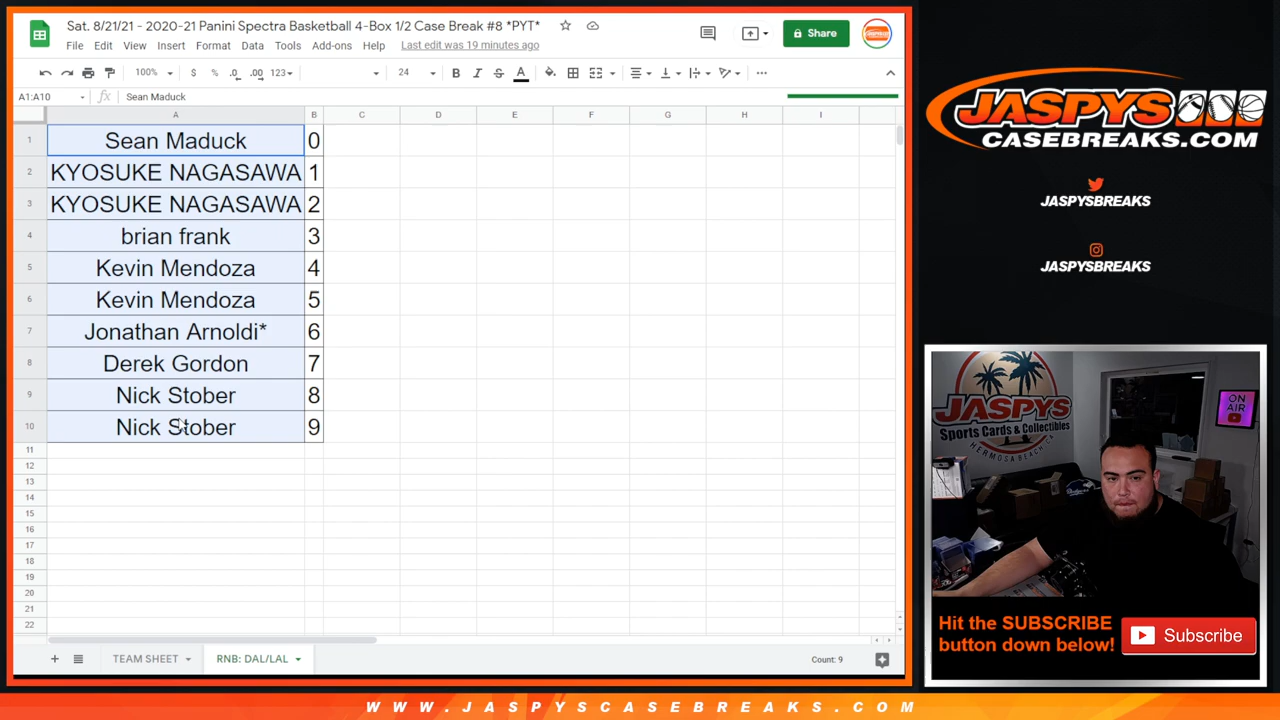 Sat. 8/21/21 - 2020-21 Panini Spectra Basketball 4-Box 1/2 Case Break #8 *PYT*
File Edit View Insert Format Data Tools Add-ons Help Last edit was 19 minutes ago
Share
100% $ % .0 .00 123 24 B I S A
A1:A10 fx Sean Maduck
A B C D E F G H I
1 Sean Maduck 0
2 KYOSUKE NAGASAWA 1
3 KYOSUKE NAGASAWA 2
4 brian frank 3
5 Kevin Mendoza 4
6 Kevin Mendoza 5
7 Jonathan Arnoldi* 6
8 Derek Gordon 7
9 Nick Stober 8
10 Nick Stober 9
11
12
13
14
15
16
17
18
19
20
21
22
TEAM SHEET RNB: DAL/LAL Count: 9
JASPYS
CASEBREAKS.COM
JASPYSBREAKS
JASPYSBREAKS
JASPYS
Sports Cards & Collectibles
HERMOSA BEACH, CA
ON
AIR
Hit the SUBSCRIBE
button down below!
Subscribe
WWW.JASPYSCASEBREAKS.COM